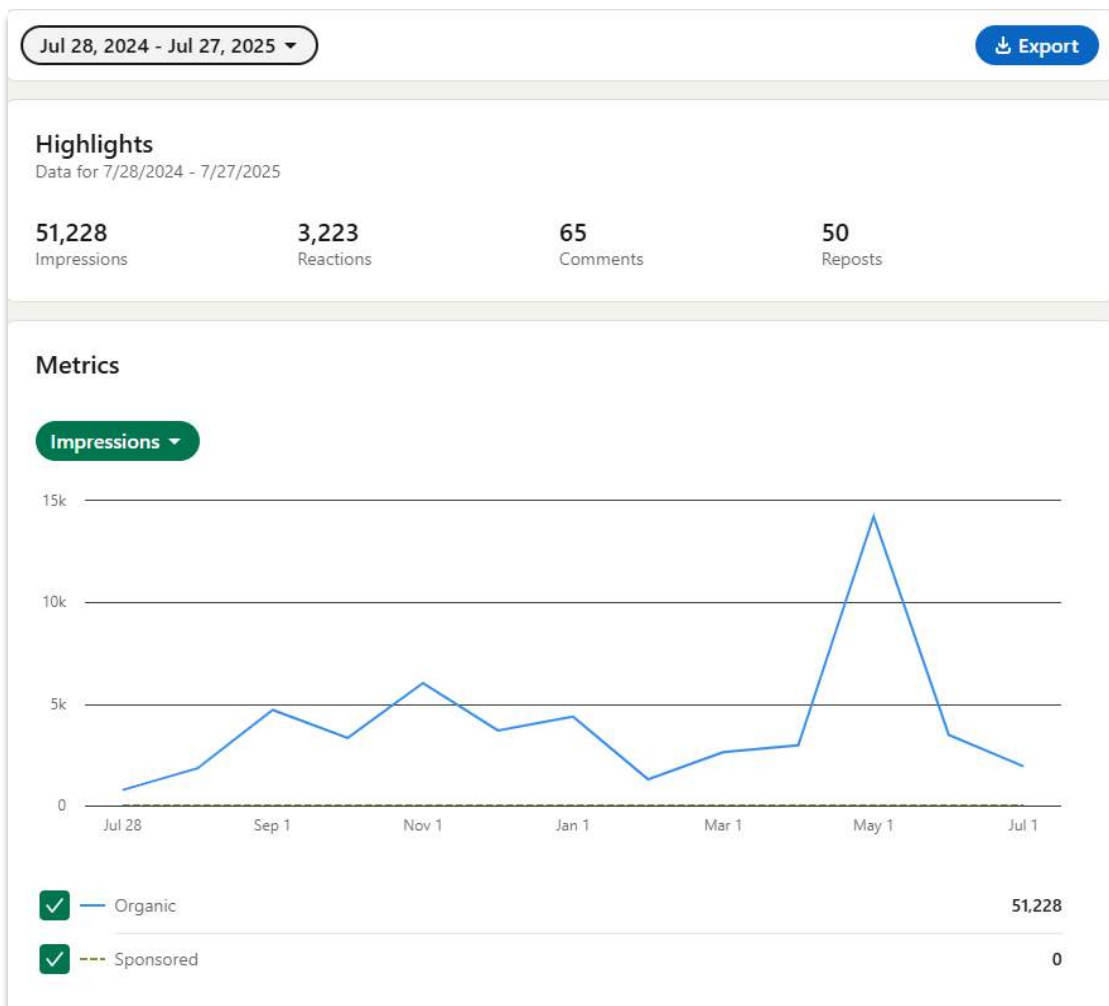 Jul 28, 2024 - Jul 27, 2025
Export
Highlights
Data for 7/28/2024 - 7/27/2025
51,228 3,223 65 50
Impressions Reactions Comments Reposts
Metrics
Impressions
15k
10k
5k
0
Jul 28 Sep 1 Nov 1 Jan 1 Mar 1 May 1 Jul 1
Organic 51,228
Sponsored 0